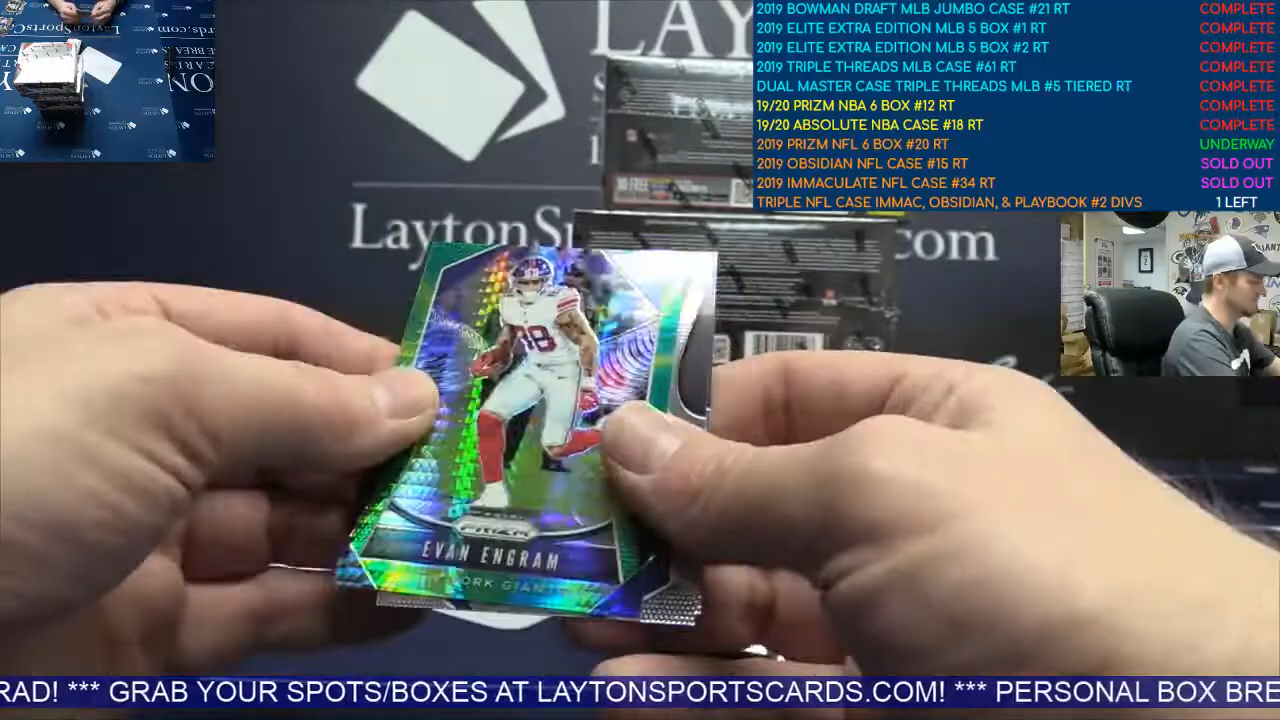 2019 BOWMAN DRAFT MLB JUMBO CASE #21 RT COMPLETE
2019 ELITE EXTRA EDITION MLB 5 BOX #1 RT COMPLETE
2019 ELITE EXTRA EDITION MLB 5 BOX #2 RT COMPLETE
2019 TRIPLE THREADS MLB CASE #61 RT COMPLETE
DUAL MASTER CASE TRIPLE THREADS MLB #5 TIERED RT COMPLETE
19/20 PRIZM NBA 6 BOX #12 RT COMPLETE
19/20 ABSOLUTE NBA CASE #18 RT COMPLETE
2019 PRIZM NFL 6 BOX #20 RT UNDERWAY
2019 OBSIDIAN NFL CASE #15 RT SOLD OUT
2019 IMMACULATE NFL CASE #34 RT SOLD OUT
TRIPLE NFL CASE IMMAC, OBSIDIAN, & PLAYBOOK #2 DIVS 1 LEFT
LAY
LaytonSp .com
PRIZM
EVAN ENGRAM
YORK GIANTS
RAD! *** GRAB YOUR SPOTS/BOXES AT LAYTONSPORTSCARDS.COM! *** PERSONAL BOX BRE